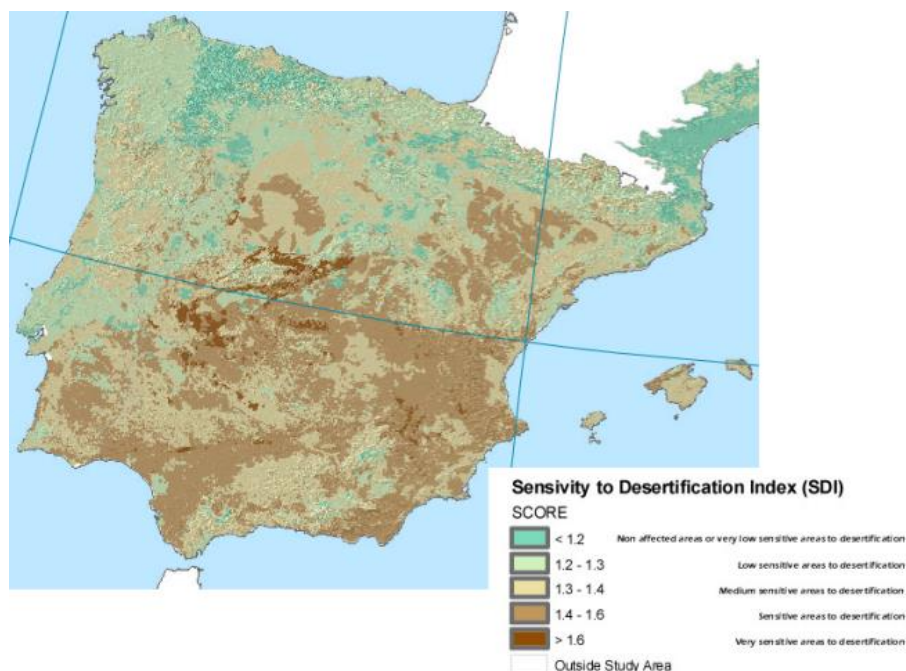 Sensivity to Desertification Index (SDI)
SCORE
< 1.2 Non affected areas or very low sensitive areas to desertification
1.2 - 1.3 Low sensitive areas to desertification
1.3 - 1.4 Medium sensitive areas to desertification
1.4 - 1.6 Sensitive areas to desertification
> 1.6 Very sensitive areas to desertification
Outside Study Area